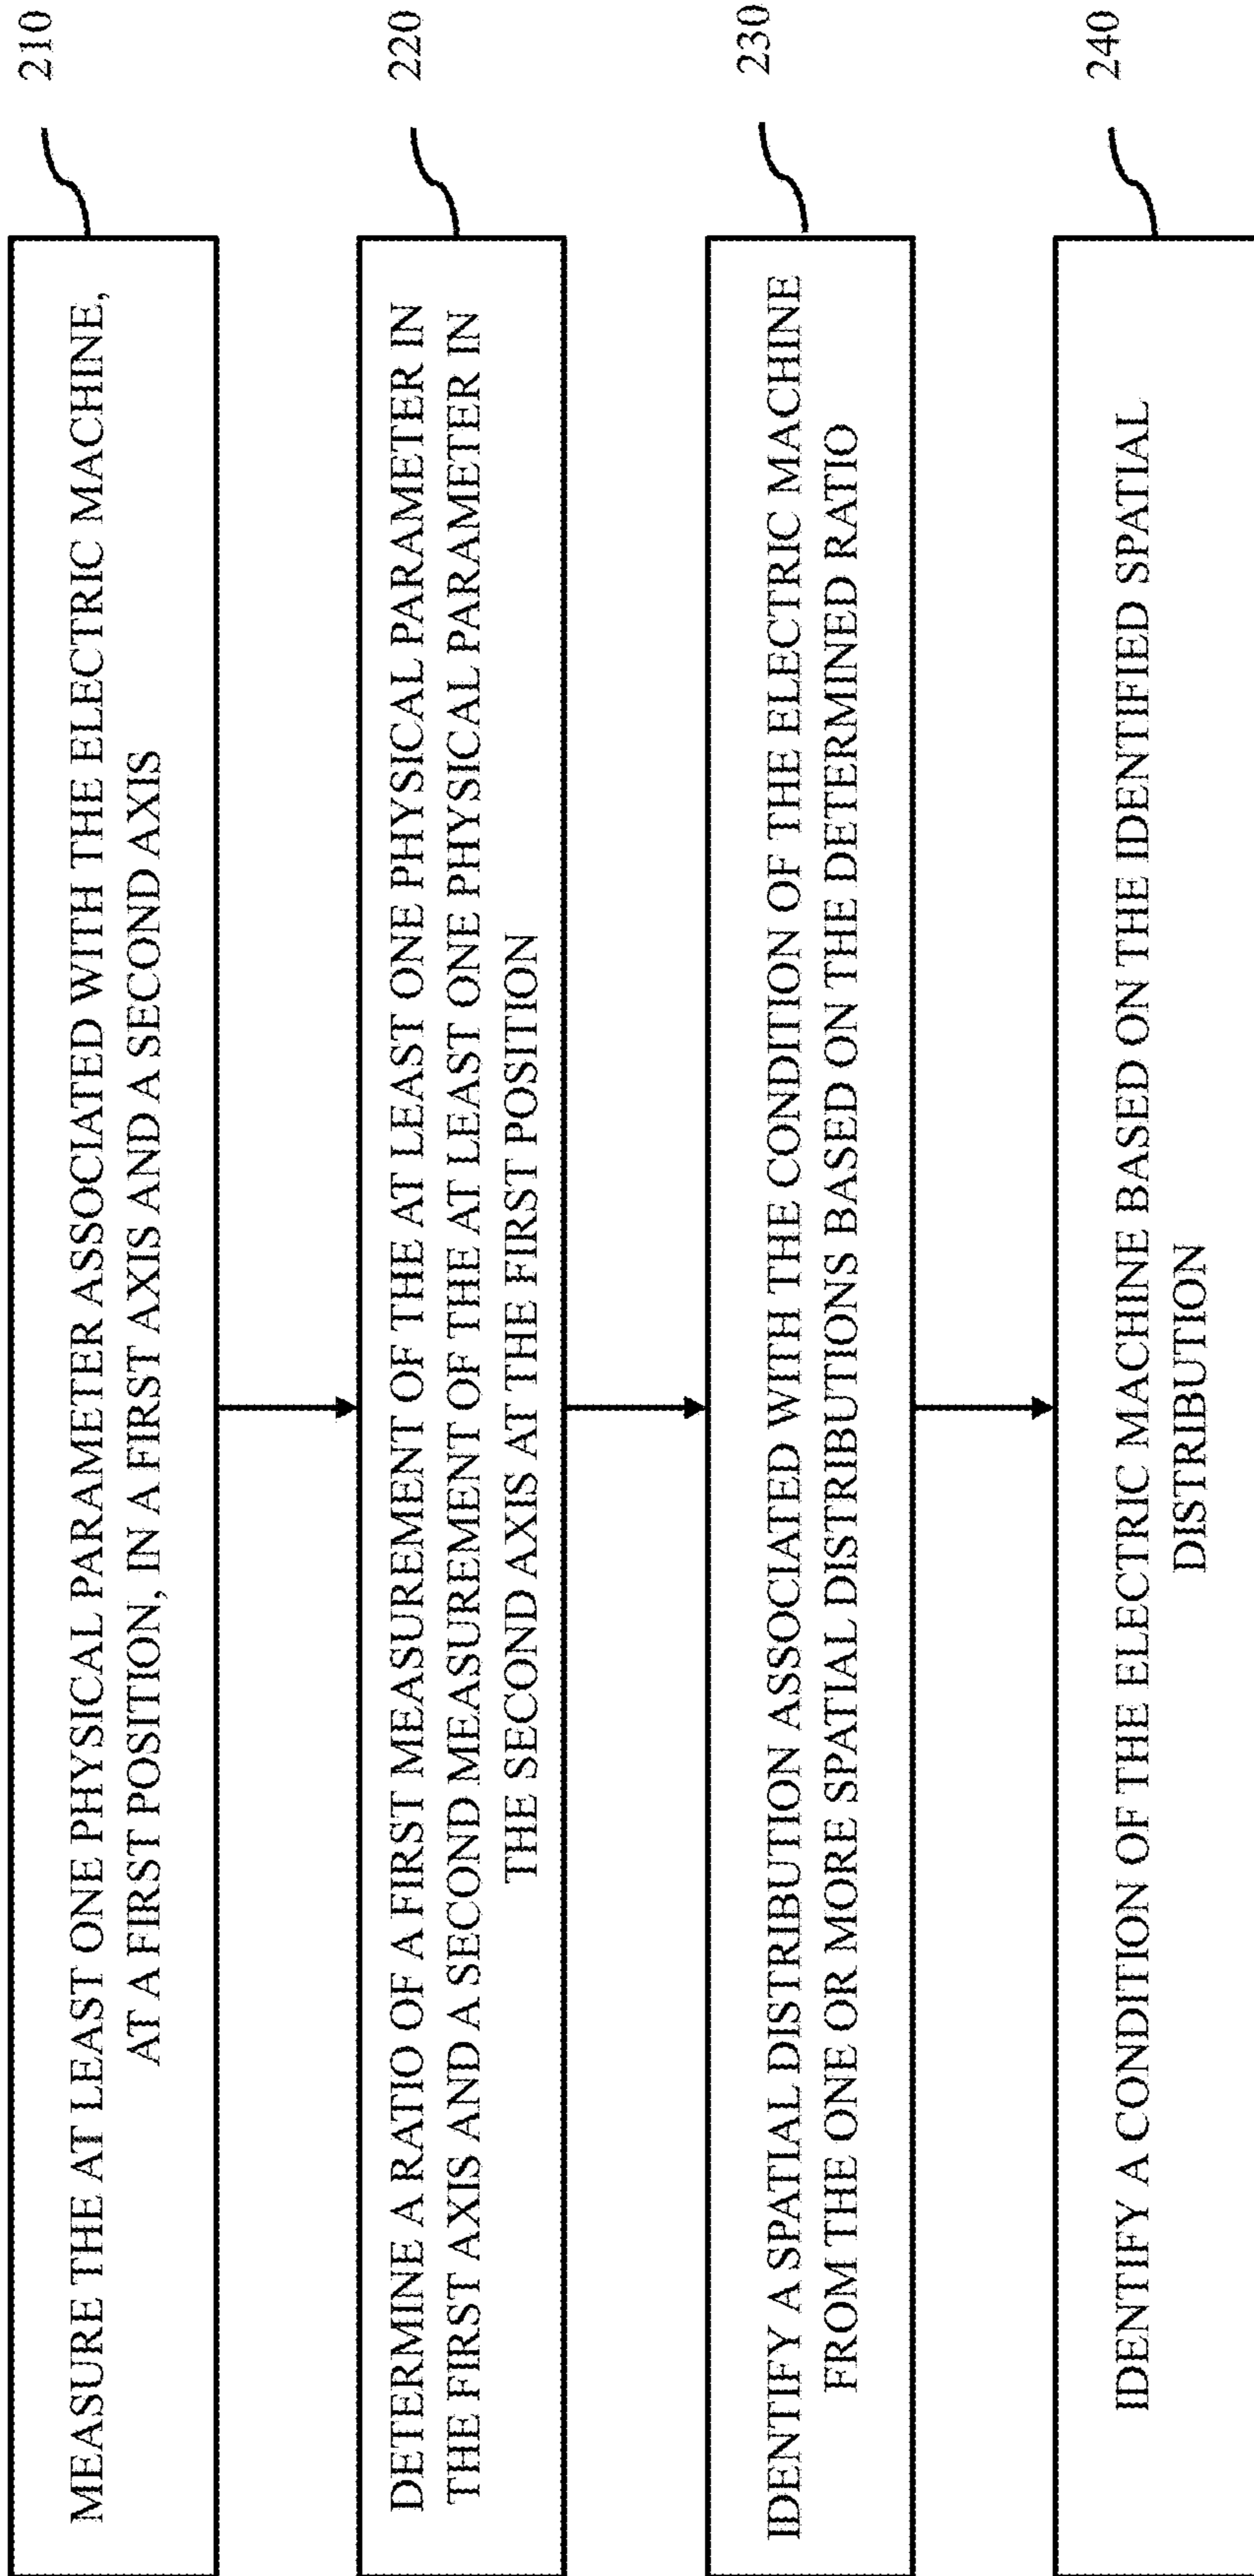 210
MEASURE THE AT LEAST ONE PHYSICAL PARAMETER ASSOCIATED WITH THE ELECTRIC MACHINE,
AT A FIRST POSITION, IN A FIRST AXIS AND A SECOND AXIS
220
DETERMINE A RATIO OF A FIRST MEASUREMENT OF THE AT LEAST ONE PHYSICAL PARAMETER IN
THE FIRST AXIS AND A SECOND MEASUREMENT OF THE AT LEAST ONE PHYSICAL PARAMETER IN
THE SECOND AXIS AT THE FIRST POSITION
230
IDENTIFY A SPATIAL DISTRIBUTION ASSOCIATED WITH THE CONDITION OF THE ELECTRIC MACHINE
FROM THE ONE OR MORE SPATIAL DISTRIBUTIONS BASED ON THE DETERMINED RATIO
240
IDENTIFY A CONDITION OF THE ELECTRIC MACHINE BASED ON THE IDENTIFIED SPATIAL
DISTRIBUTION